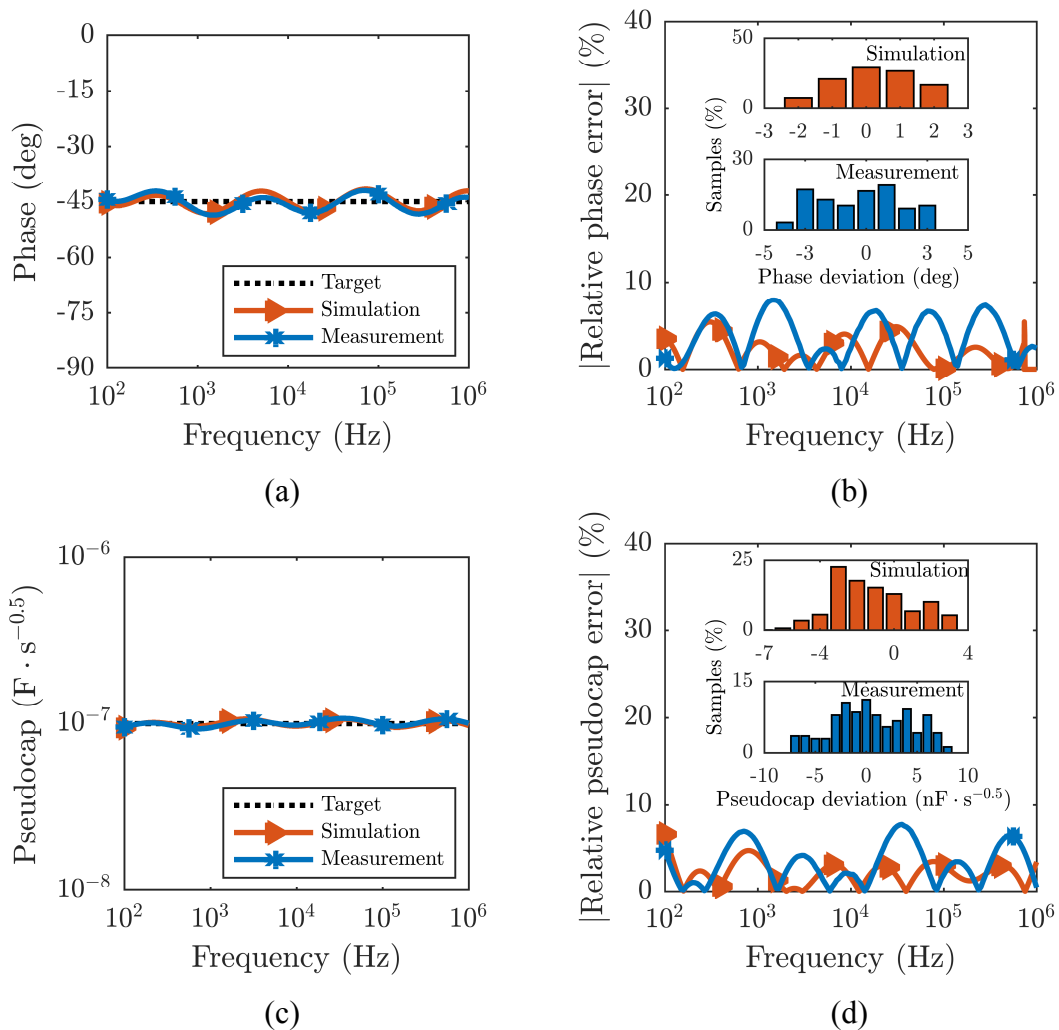 0
-15
-30
-45
-60
-75
-90
Phase (deg)
Target
Simulation
Measurement
10^2 10^3 10^4 10^5 10^6
Frequency (Hz)
(a)
40
30
20
10
0
|Relative phase error| (%)
50
0
Simulation
-3 -2 -1 0 1 2 3
Samples (%)
30
0
Measurement
-5 -3 0 3 5
Phase deviation (deg)
10^2 10^3 10^4 10^5 10^6
Frequency (Hz)
(b)
10^-6
10^-7
10^-8
Pseudocap (F · s^-0.5)
Target
Simulation
Measurement
10^2 10^3 10^4 10^5 10^6
Frequency (Hz)
(c)
40
30
20
10
0
|Relative pseudocap error| (%)
25
0
Simulation
-7 -4 0 4
Samples (%)
15
0
Measurement
-10 -5 0 5 10
Pseudocap deviation (nF · s^-0.5)
10^2 10^3 10^4 10^5 10^6
Frequency (Hz)
(d)